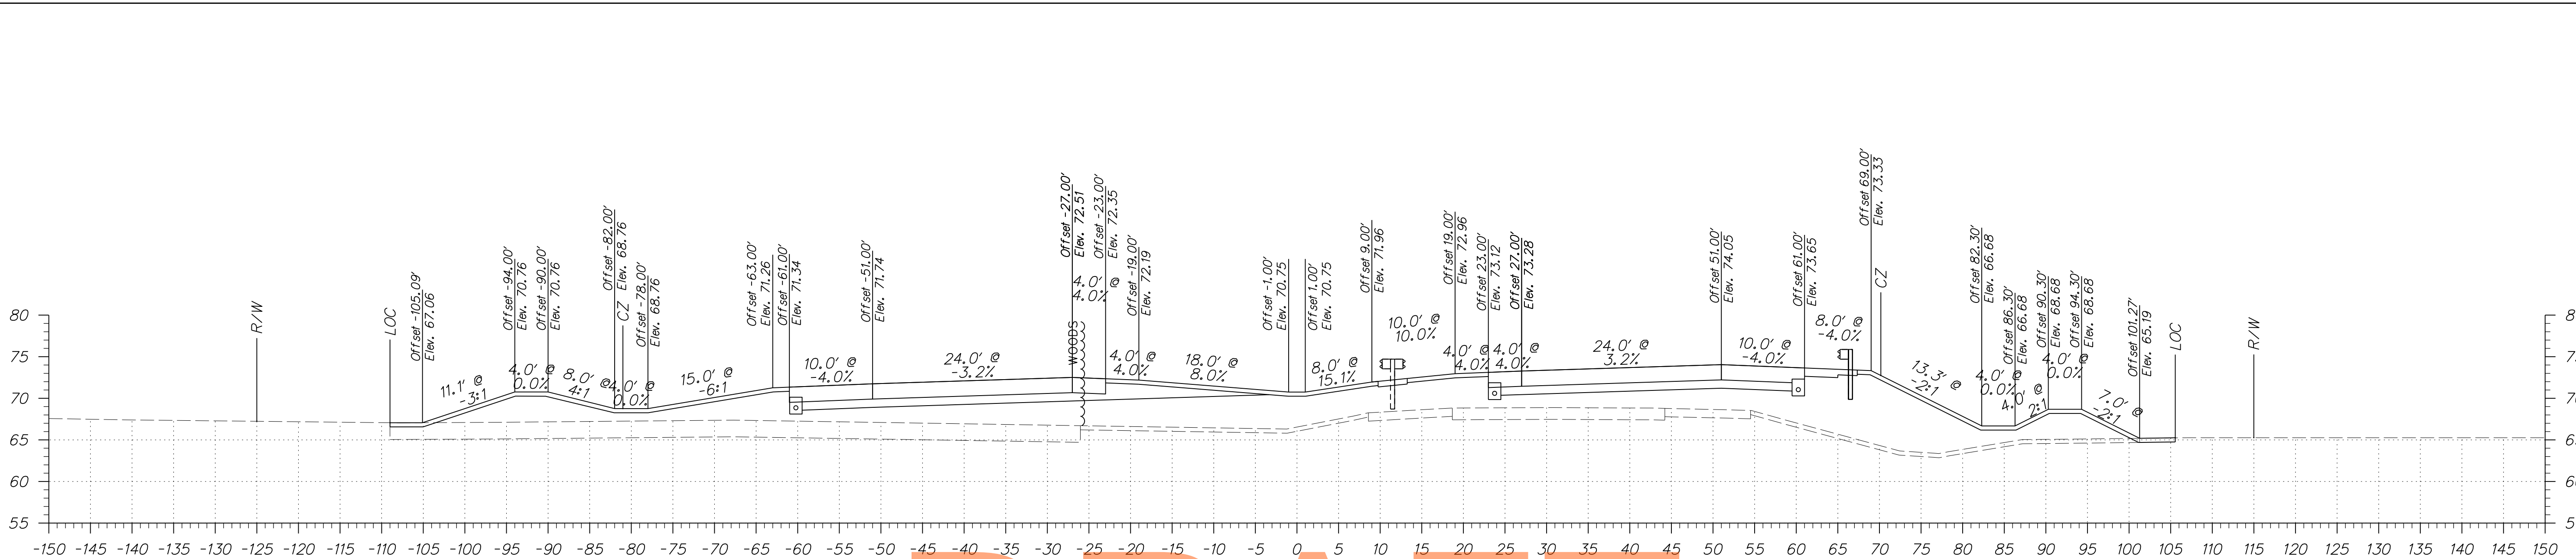 R/W
LOC
Offset -105.09'
Elev. 67.06
11.1' @
-3:1
Offset -94.00'
Elev. 70.76
4.0' @
0.0%
Offset -90.00'
Elev. 70.76
8.0' @
4:1
Offset -82.00'
Elev. 68.76
CZ
4.0' @
0.0%
Offset -78.00'
Elev. 68.76
15.0' @
-6:1
Offset -63.00'
Elev. 71.26
Offset -61.00'
Elev. 71.34
10.0' @
-4.0%
Offset -51.00'
Elev. 71.74
24.0' @
-3.2%
Offset -27.00'
Elev. 72.51
WOODS
4.0' @
4.0%
Offset -23.00'
Elev. 72.35
4.0' @
4.0%
Offset -19.00'
Elev. 72.19
18.0' @
8.0%
Offset -1.00'
Elev. 70.75
Offset 1.00'
Elev. 70.75
8.0' @
15.1%
Offset 9.00'
Elev. 71.96
10.0' @
10.0%
Offset 19.00'
Elev. 72.96
4.0' @
4.0%
Offset 23.00'
Elev. 73.12
4.0' @
4.0%
Offset 27.00'
Elev. 73.28
24.0' @
3.2%
Offset 51.00'
Elev. 74.05
10.0' @
-4.0%
Offset 61.00'
Elev. 73.65
8.0' @
-4.0%
Offset 69.00'
Elev. 73.33
CZ
13.3' @
-2:1
Offset 82.30'
Elev. 66.68
4.0' @
0.0%
Offset 86.30'
Elev. 66.68
4.0' @
2:1
Offset 90.30'
Elev. 68.68
4.0' @
0.0%
Offset 94.30'
Elev. 68.68
7.0' @
-2:1
Offset 101.27'
Elev. 65.19
LOC
R/W
80
75
70
65
60
55
-150 -145 -140 -135 -130 -125 -120 -115 -110 -105 -100 -95 -90 -85 -80 -75 -70 -65 -60 -55 -50 -45 -40 -35 -30 -25 -20 -15 -10 -5 0 5 10 15 20 25 30 35 40 45 50 55 60 65 70 75 80 85 90 95 100 105 110 115 120 125 130 135 140 145 150